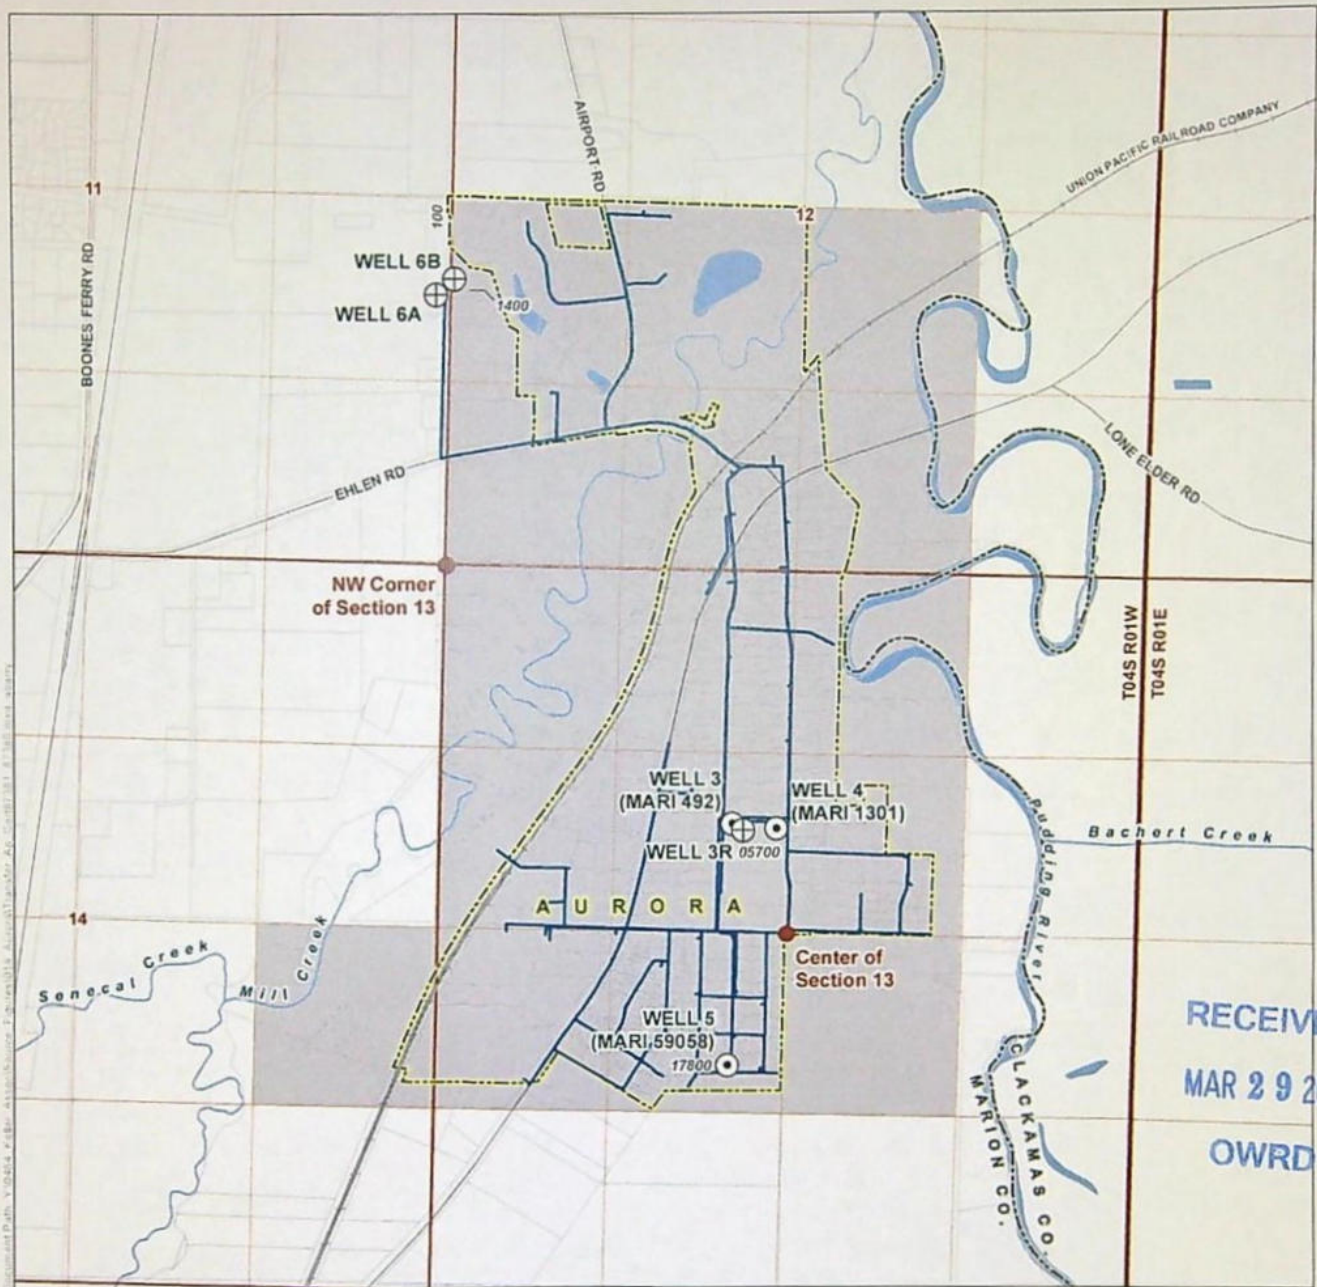 AIRPORT RD
UNION PACIFIC RAILROAD COMPANY
11
12
100
BOONES FERRY RD
WELL 6B
WELL 6A
1400
EHLEN RD
LONE ELDER RD
NW Corner
of Section 13
T04S R01W
T04S R01E
WELL 3
(MARI 492)
WELL 4
(MARI 1301)
WELL 3R
05700
Bachert Creek
Pudding River
AURORA
14
Center of
Section 13
Senecal Creek
Mill Creek
WELL 5
(MARI 59058)
17800
RECEIV
MAR 29 2
OWRD
CLACKAMAS CO.
MARION CO.